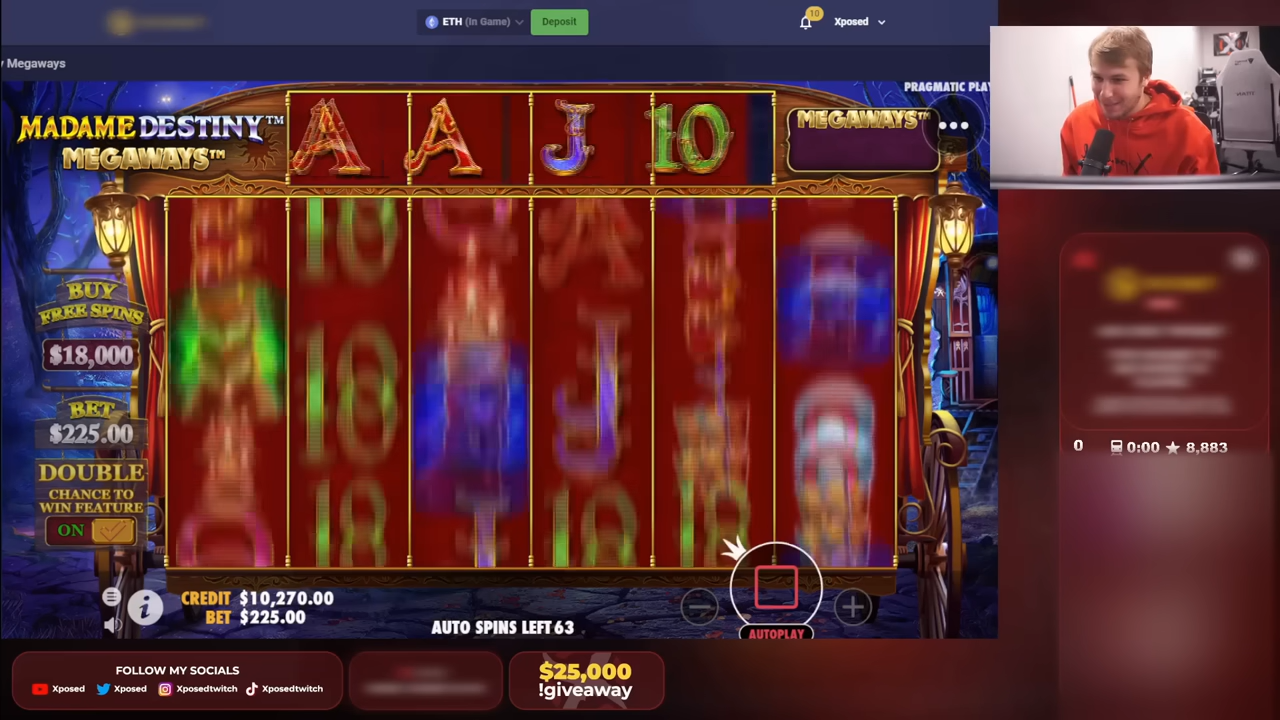 ETH (In Game)
Deposit
10
Xposed
Megaways
PRAGMATIC PLAY
MADAME DESTINY™
MEGAWAYS™
A A J 10
MEGAWAYS™
BUY
FREE SPINS
$18,000
BET
$225.00
DOUBLE
CHANCE TO
WIN FEATURE
ON
CREDIT $10,270.00
BET $225.00
AUTO SPINS LEFT 63
AUTOPLAY
0 0:00 8,883
FOLLOW MY SOCIALS
Xposed Xposed Xposedtwitch Xposedtwitch
$25,000
!giveaway